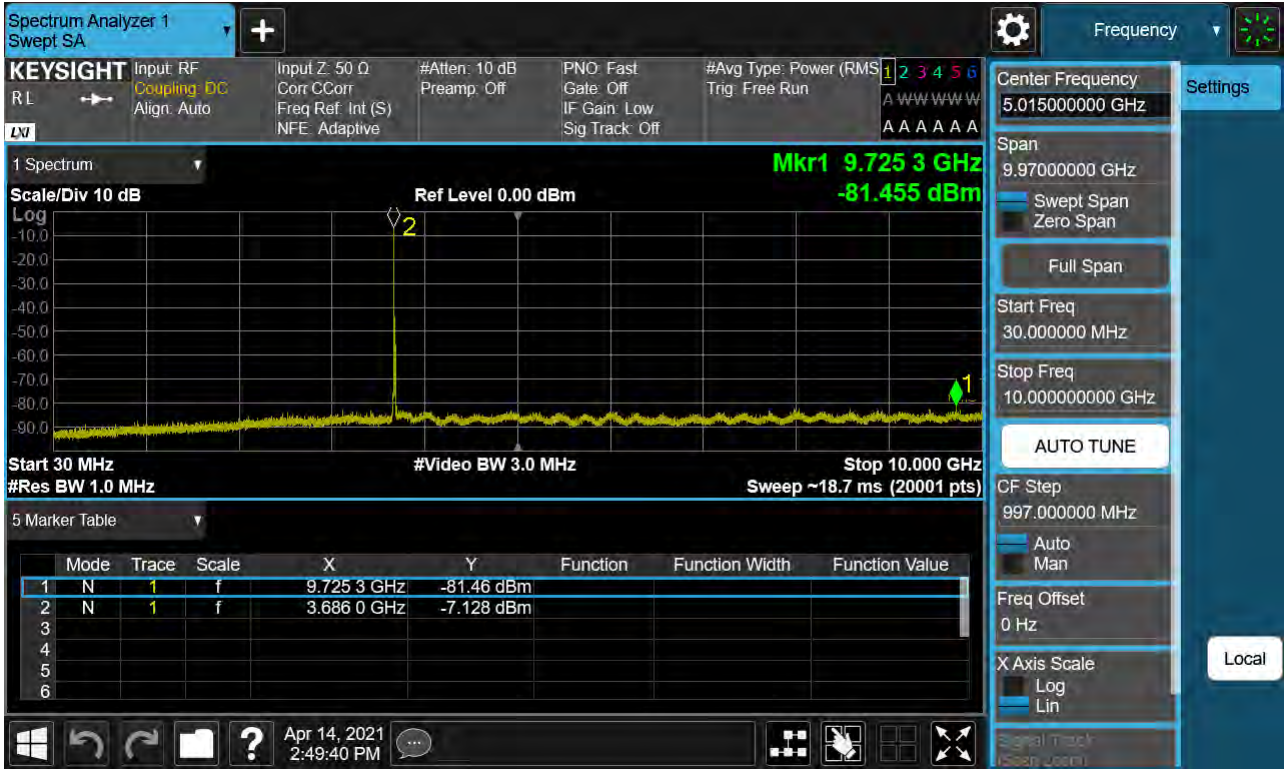 Spectrum Analyzer 1
Swept SA
Frequency
KEYSIGHT
R L
LXI
Input: RF
Coupling: DC
Align: Auto
Input Z: 50 Ω
Corr CCorr
Freq Ref: Int (S)
NFE: Adaptive
#Atten: 10 dB
Preamp: Off
PNO: Fast
Gate: Off
IF Gain: Low
Sig Track: Off
#Avg Type: Power (RMS
Trig: Free Run
1 2 3 4 5 6
A W W W W W
A A A A A A
1 Spectrum
Mkr1 9.725 3 GHz
Scale/Div 10 dB
Ref Level 0.00 dBm
-81.455 dBm
Log
2
-10.0
-20.0
-30.0
-40.0
-50.0
-60.0
-70.0
1
-80.0
-90.0
Start 30 MHz
#Video BW 3.0 MHz
Stop 10.000 GHz
#Res BW 1.0 MHz
Sweep ~18.7 ms (20001 pts)
5 Marker Table
Mode Trace Scale X Y Function Function Width Function Value
1 N 1 f 9.725 3 GHz -81.46 dBm
2 N 1 f 3.686 0 GHz -7.128 dBm
3
4
5
6
Apr 14, 2021
2:49:40 PM
Center Frequency
5.015000000 GHz
Settings
Span
9.97000000 GHz
Swept Span
Zero Span
Full Span
Start Freq
30.000000 MHz
Stop Freq
10.000000000 GHz
AUTO TUNE
CF Step
997.000000 MHz
Auto
Man
Freq Offset
0 Hz
X Axis Scale
Log
Lin
Local
Signal Track
(Span Zoom)